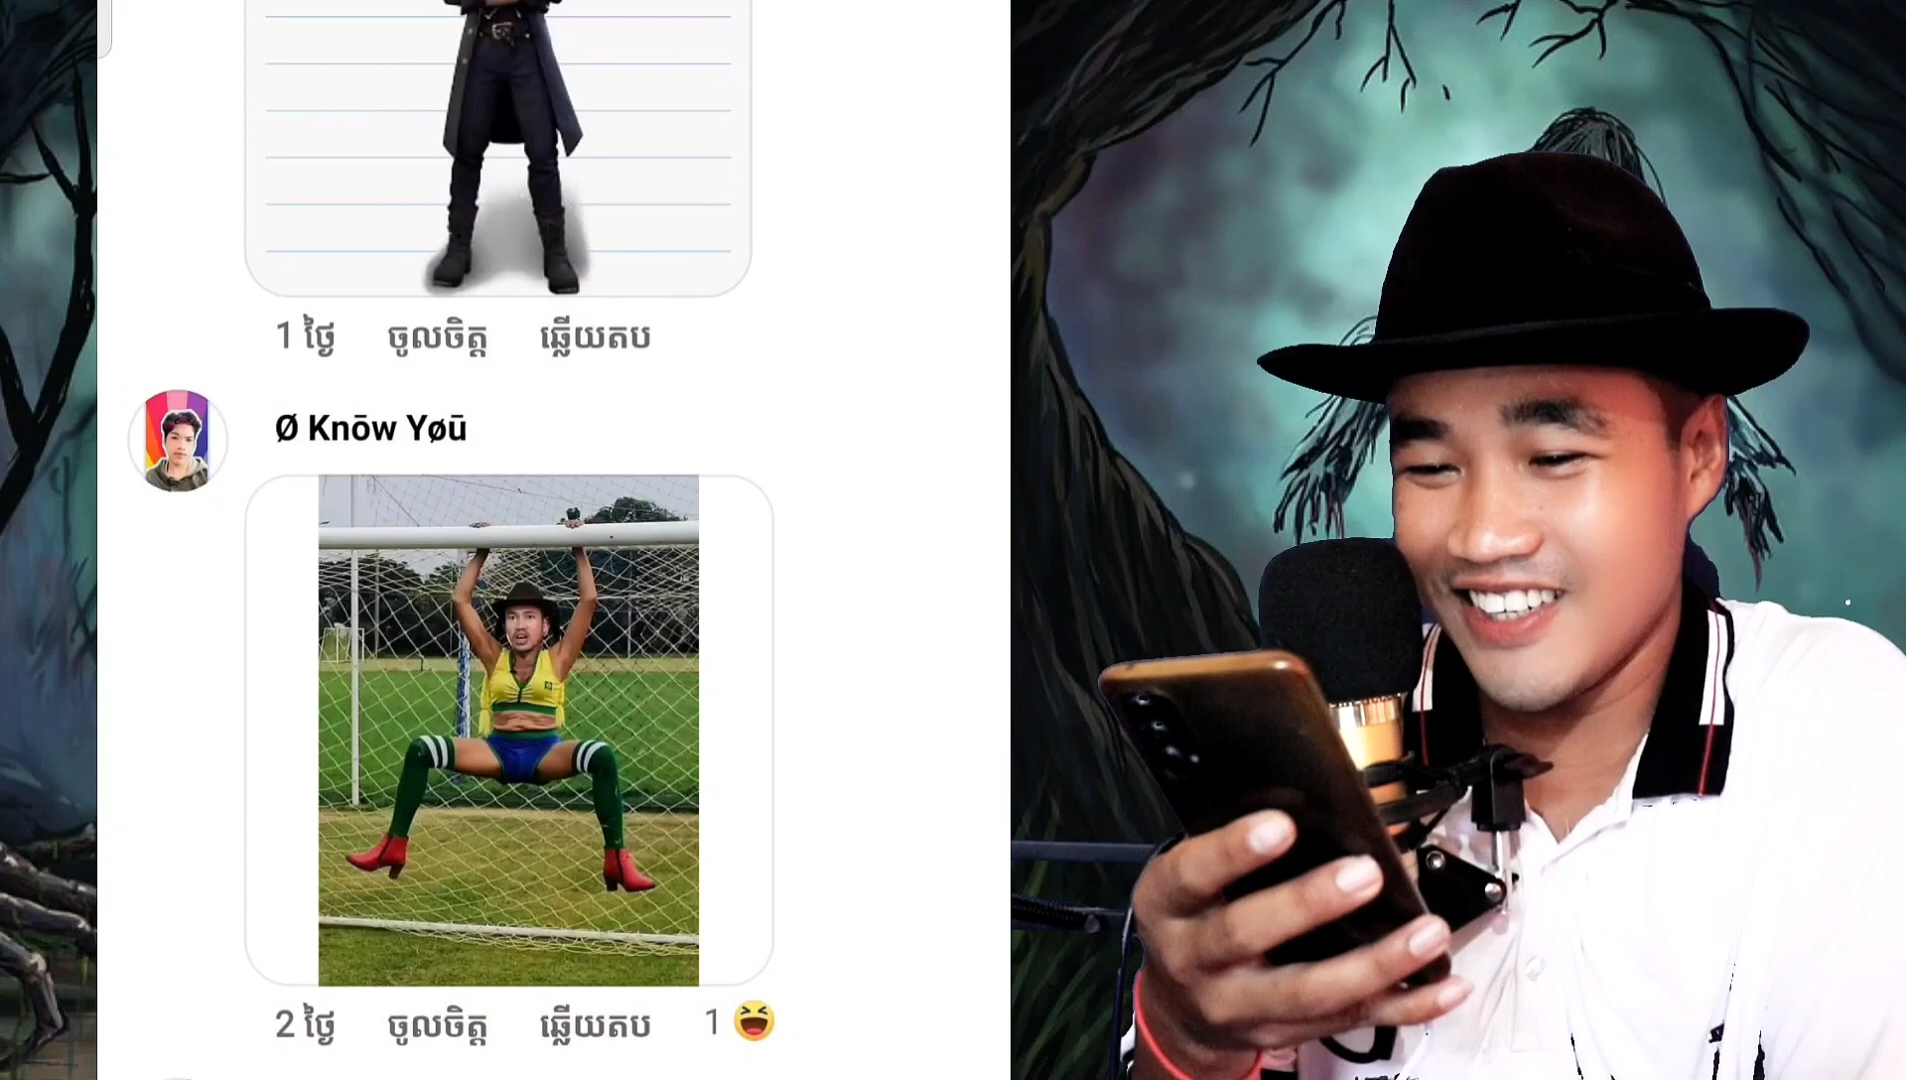 1 ថ្ងៃ ចូលចិត្ត ឆ្លើយតប
Ø Knōw Yøū
2 ថ្ងៃ ចូលចិត្ត ឆ្លើយតប 1